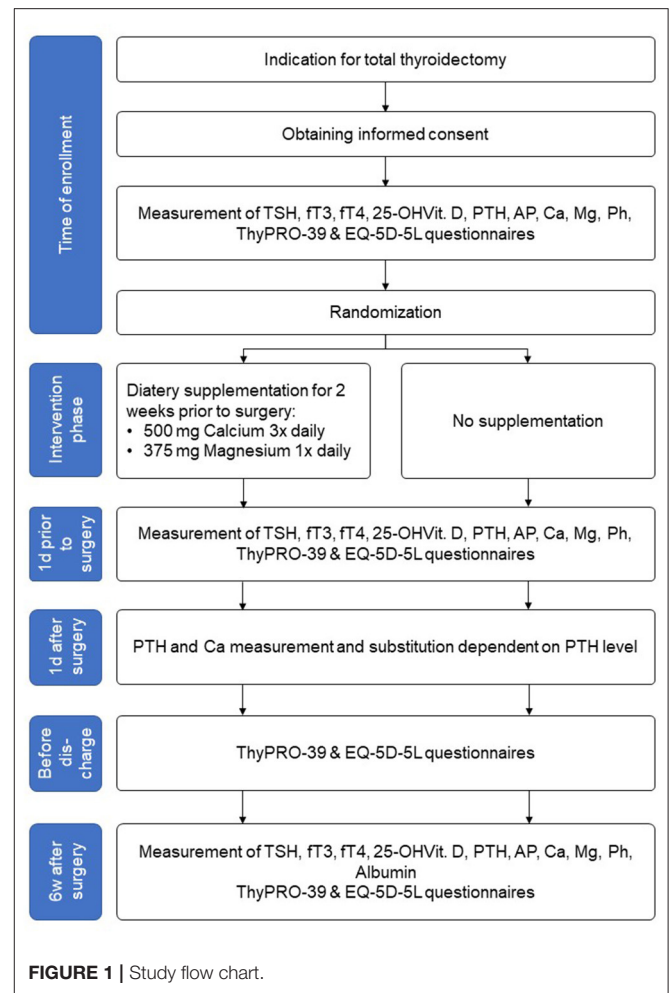 Time of enrollment
Indication for total thyroidectomy
Obtaining informed consent
Measurement of TSH, fT3, fT4, 25-OHVit. D, PTH, AP, Ca, Mg, Ph,
ThyPRO-39 & EQ-5D-5L questionnaires
Randomization
Intervention
phase
Diatery supplementation for 2
weeks prior to surgery:
• 500 mg Calcium 3x daily
• 375 mg Magnesium 1x daily
No supplementation
1d prior
to
surgery
Measurement of TSH, fT3, fT4, 25-OHVit. D, PTH, AP, Ca, Mg, Ph,
ThyPRO-39 & EQ-5D-5L questionnaires
1d after
surgery
PTH and Ca measurement and substitution dependent on PTH level
Before
dis-
charge
ThyPRO-39 & EQ-5D-5L questionnaires
6w after
surgery
Measurement of TSH, fT3, fT4, 25-OHVit. D, PTH, AP, Ca, Mg, Ph,
Albumin
ThyPRO-39 & EQ-5D-5L questionnaires
FIGURE 1 | Study flow chart.